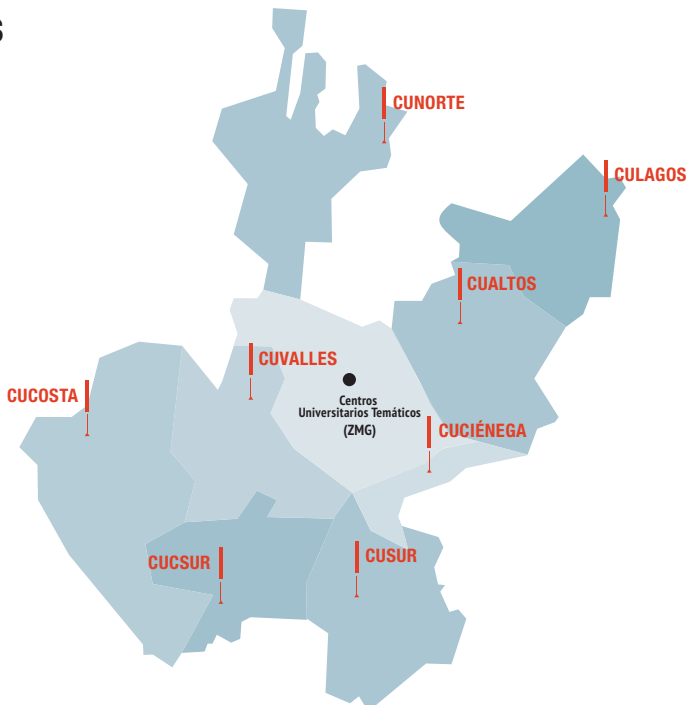 S
CUNORTE
CULAGOS
CUALTOS
CUVALLES
CUCOSTA
Centros
Universitarios Temáticos
(ZMG)
CUCIÉNEGA
CUCSUR
CUSUR